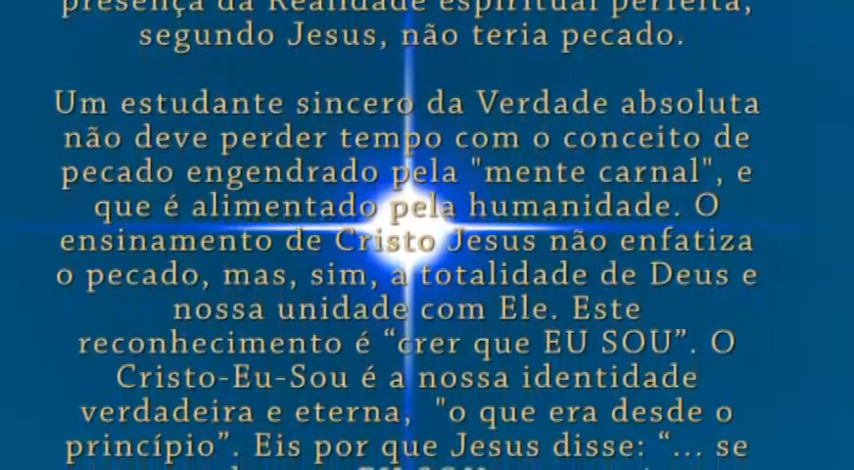 presença da Realidade espiritual perfeita,
segundo Jesus, não teria pecado.
Um estudante sincero da Verdade absoluta
não deve perder tempo com o conceito de
pecado engendrado pela "mente carnal", e
que é alimentado pela humanidade. O
ensinamento de Cristo Jesus não enfatiza
o pecado, mas, sim, a totalidade de Deus e
nossa unidade com Ele. Este
reconhecimento é “crer que EU SOU”. O
Cristo-Eu-Sou é a nossa identidade
verdadeira e eterna, "o que era desde o
princípio”. Eis por que Jesus disse: “... se
EU SOU